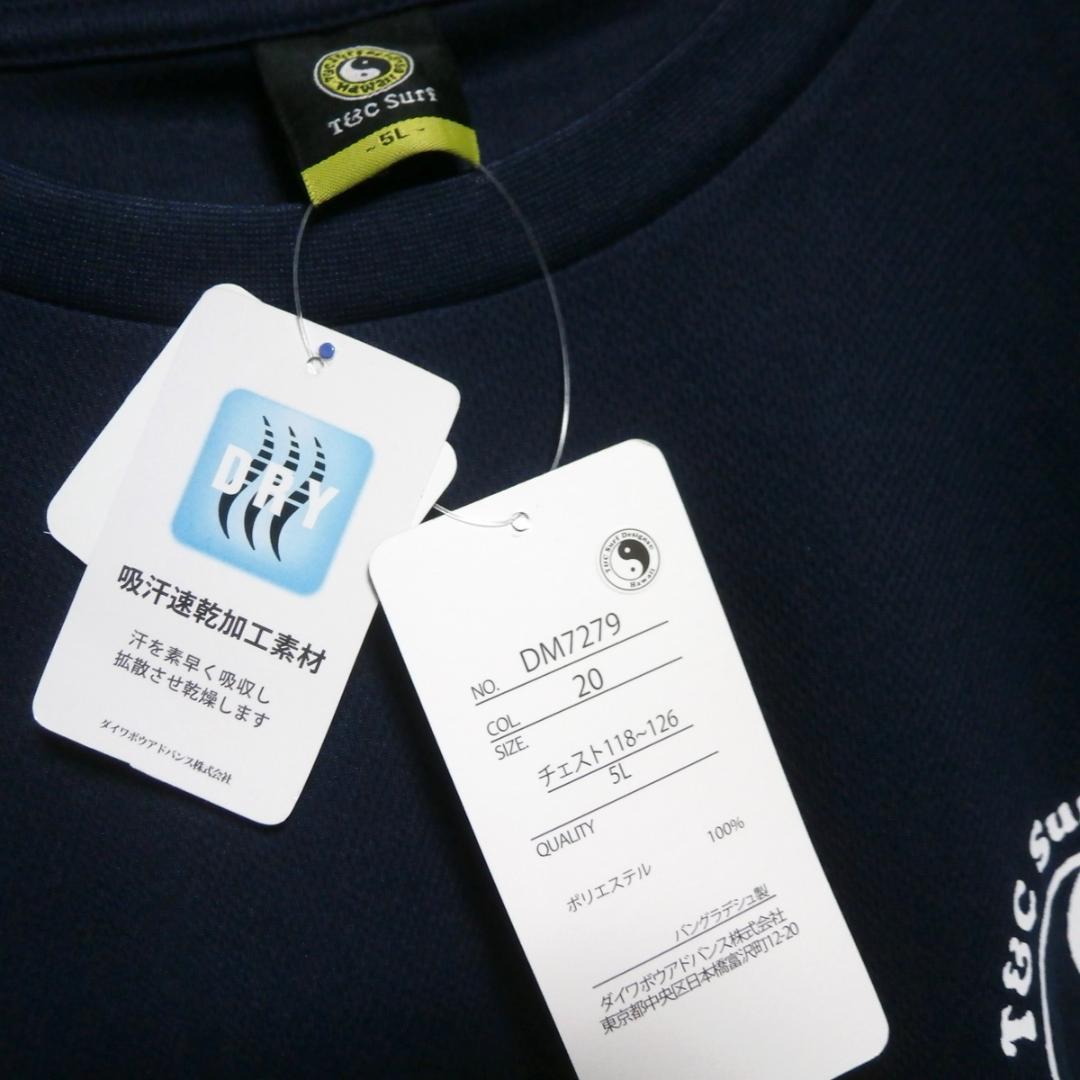 T&C Surf
~ 5L ~
DRY
吸汗速乾加工素材
汗を素早く吸収し
拡散させ乾燥します
ダイワボウアドバンス株式会社
T&C Surf Designs
Hawaii
NO. DM7279
COL. 20
SIZE.
チェスト118~126
5L
QUALITY
100%
ポリエステル
バングラデシュ製
ダイワボウアドバンス株式会社
東京都中央区日本橋富沢町12-20
T&C Su